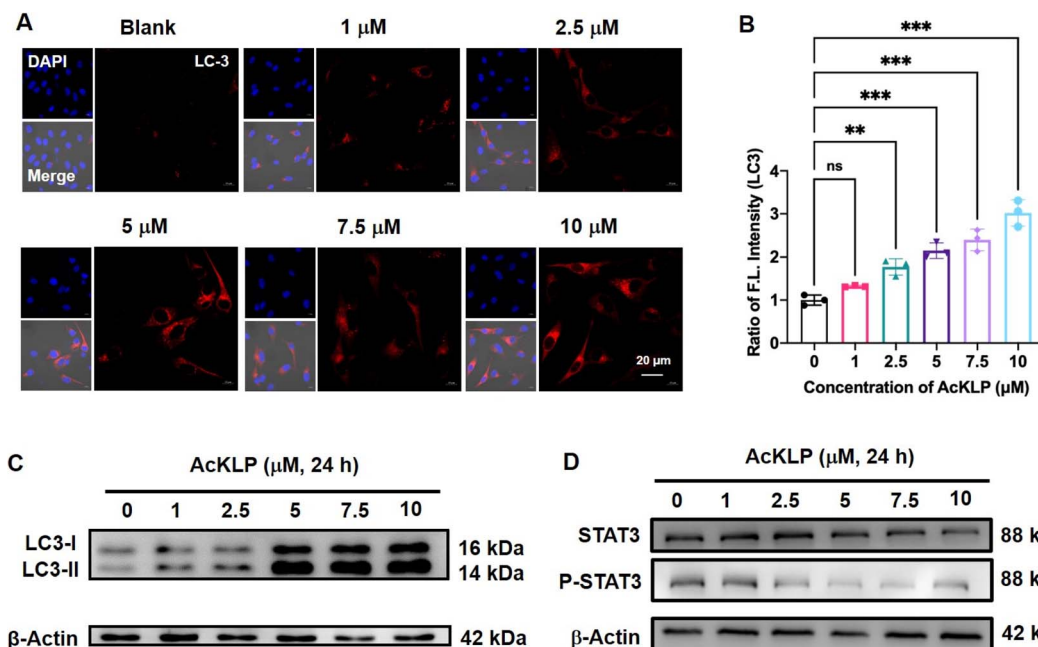 A
Blank
1 μM
2.5 μM
DAPI
LC-3
Merge
5 μM
7.5 μM
10 μM
20 μm
B
***
***
***
**
ns
Ratio of F.L. Intensity (LC3)
4
3
2
1
0
0 1 2.5 5 7.5 10
Concentration of AcKLP (μM)
C
AcKLP (μM, 24 h)
0 1 2.5 5 7.5 10
LC3-I 16 kDa
LC3-II 14 kDa
β-Actin 42 kDa
D
AcKLP (μM, 24 h)
0 1 2.5 5 7.5 10
STAT3 88 k
P-STAT3 88 k
β-Actin 42 k